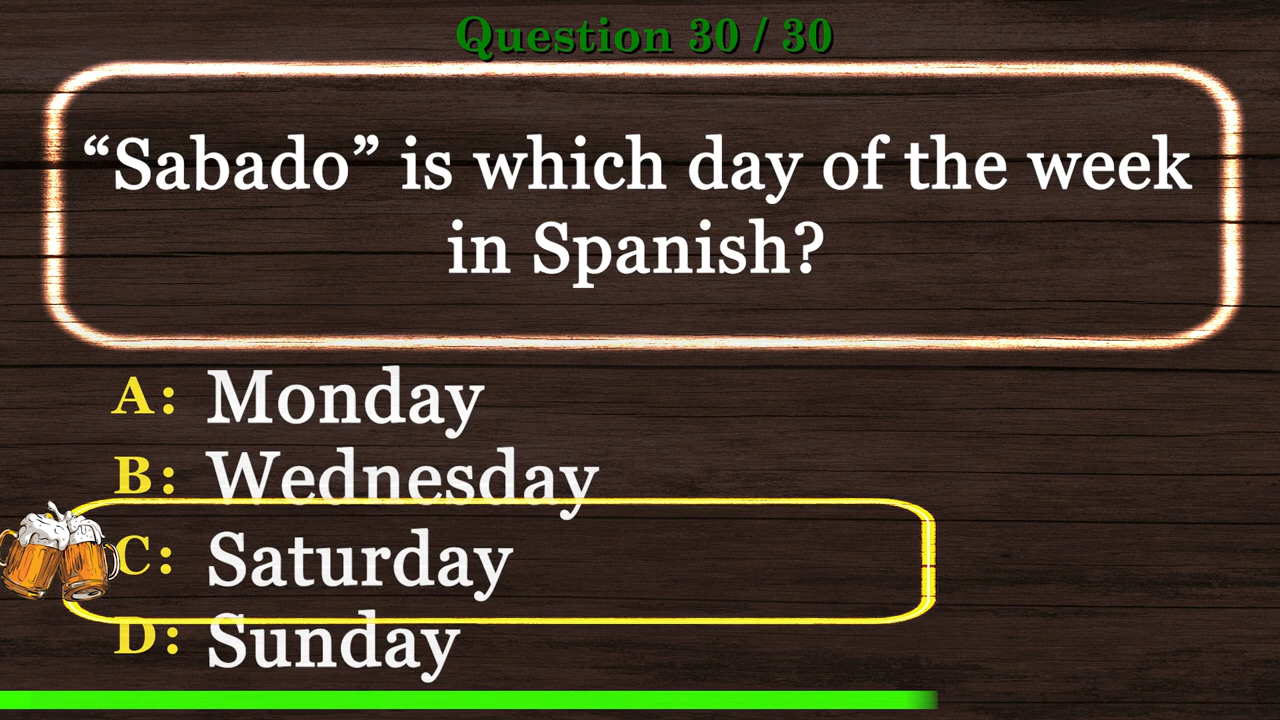 Question 30 / 30
“Sabado” is which day of the week
in Spanish?
A: Monday
B: Wednesday
C: Saturday
D: Sunday